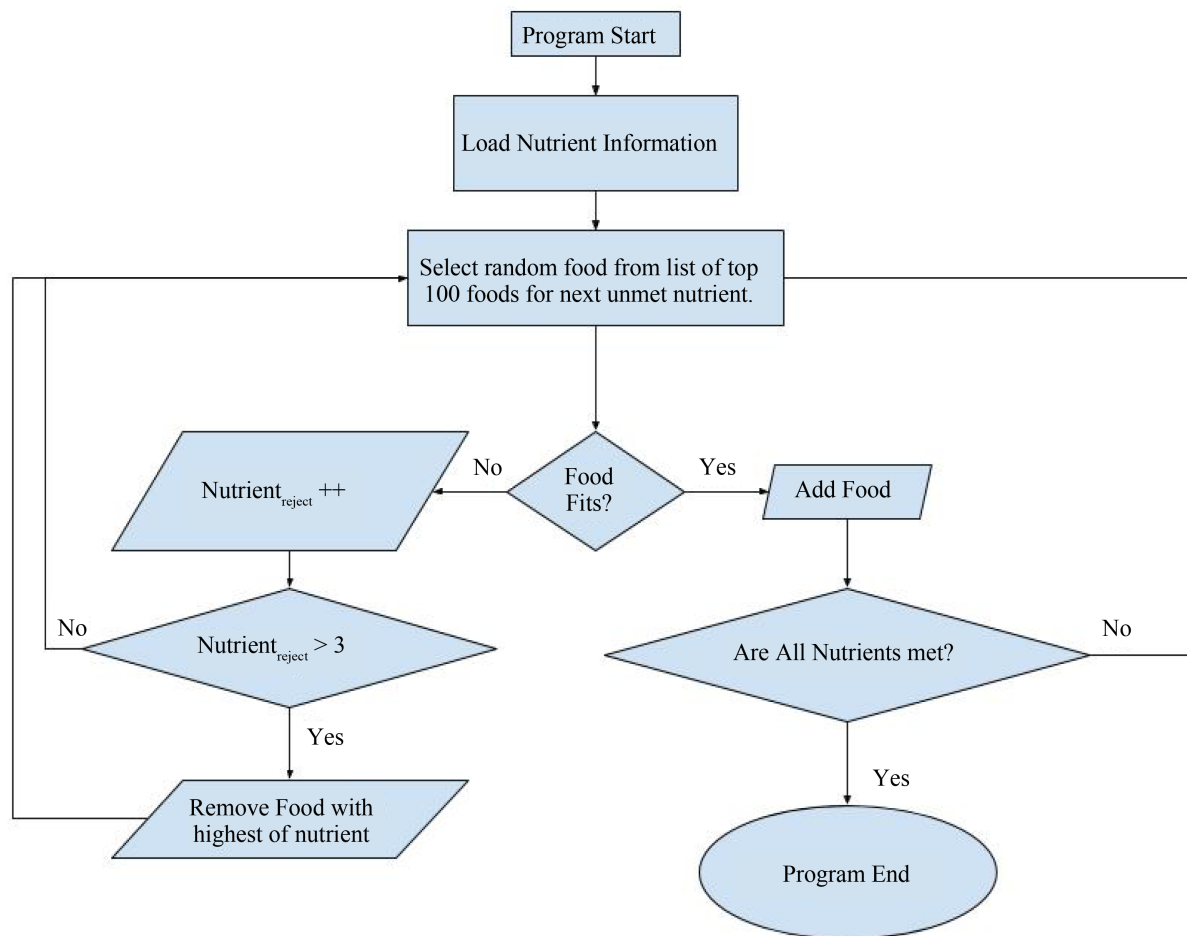 Program Start
Load Nutrient Information
Select random food from list of top
100 foods for next unmet nutrient.
No
Food
Fits?
Yes
Nutrient_reject ++
Add Food
No
Nutrient_reject > 3
Are All Nutrients met?
No
Yes
Yes
Remove Food with
highest of nutrient
Program End